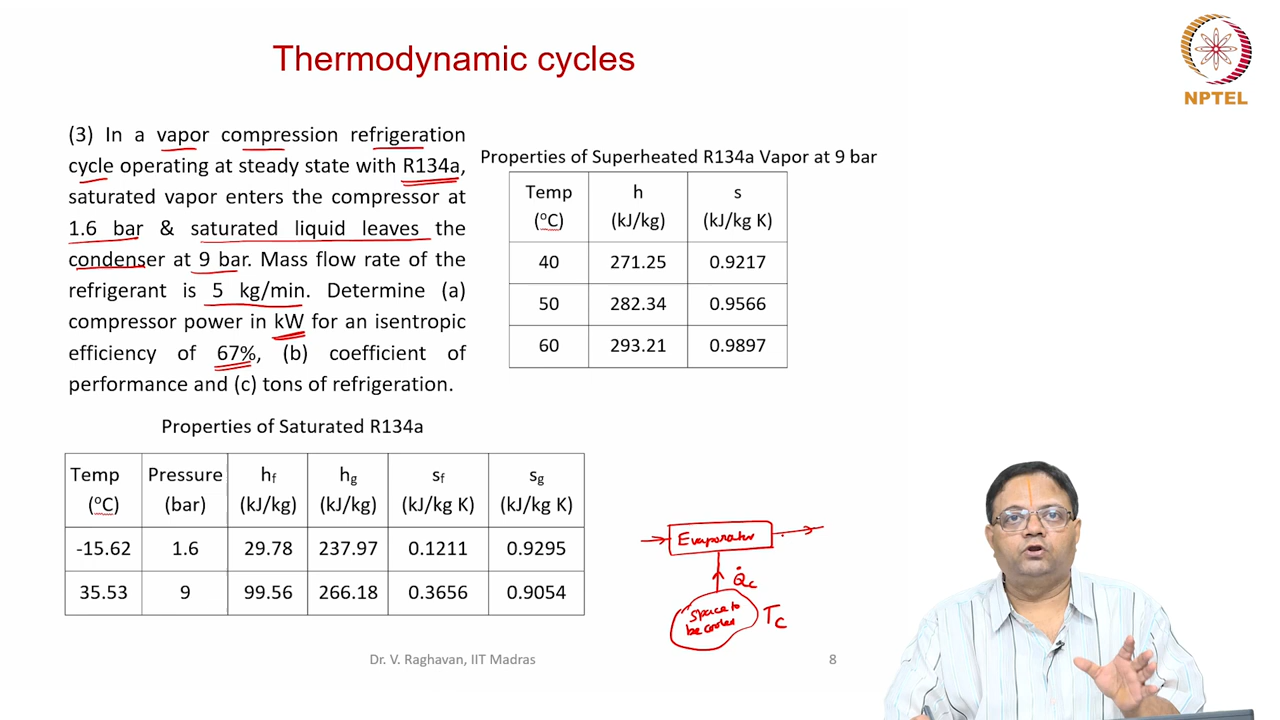 Thermodynamic cycles
NPTEL
(3) In a vapor compression refrigeration
cycle operating at steady state with R134a,
saturated vapor enters the compressor at
1.6 bar & saturated liquid leaves the
condenser at 9 bar. Mass flow rate of the
refrigerant is 5 kg/min. Determine (a)
compressor power in kW for an isentropic
efficiency of 67%, (b) coefficient of
performance and (c) tons of refrigeration.
Properties of Superheated R134a Vapor at 9 bar
Temp h s
(°C) (kJ/kg) (kJ/kg K)
40 271.25 0.9217
50 282.34 0.9566
60 293.21 0.9897
Properties of Saturated R134a
Temp Pressure hf hg sf sg
(°C) (bar) (kJ/kg) (kJ/kg) (kJ/kg K) (kJ/kg K)
-15.62 1.6 29.78 237.97 0.1211 0.9295
35.53 9 99.56 266.18 0.3656 0.9054
Evaporator
Q̇c
Space to
be cooled
Tc
Dr. V. Raghavan, IIT Madras
8